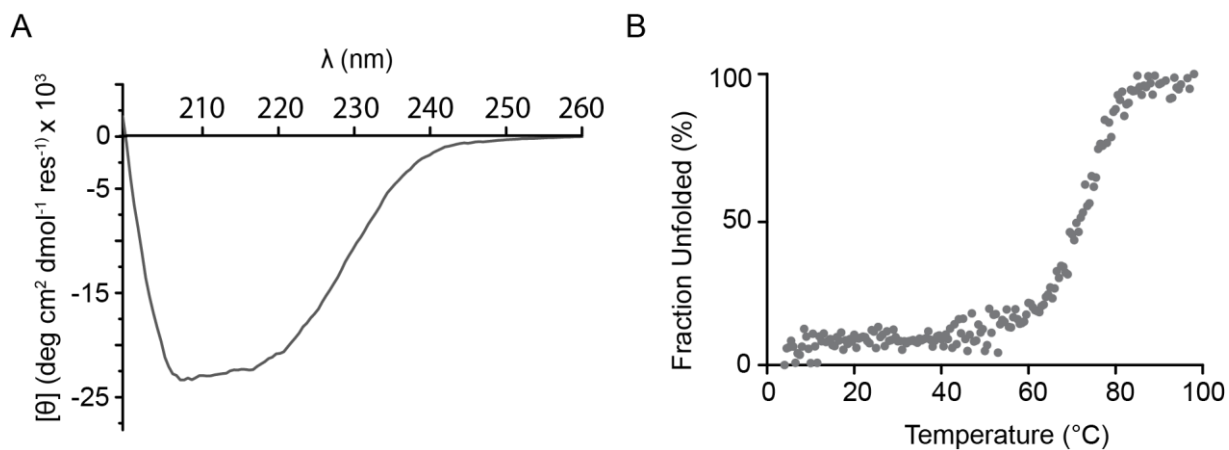 A
λ (nm)
210 220 230 240 250 260
0
-5
-15
-25
[θ] (deg cm² dmol⁻¹ res⁻¹⁾ x 10³
B
100
50
0
Fraction Unfolded (%)
0 20 40 60 80 100
Temperature (°C)